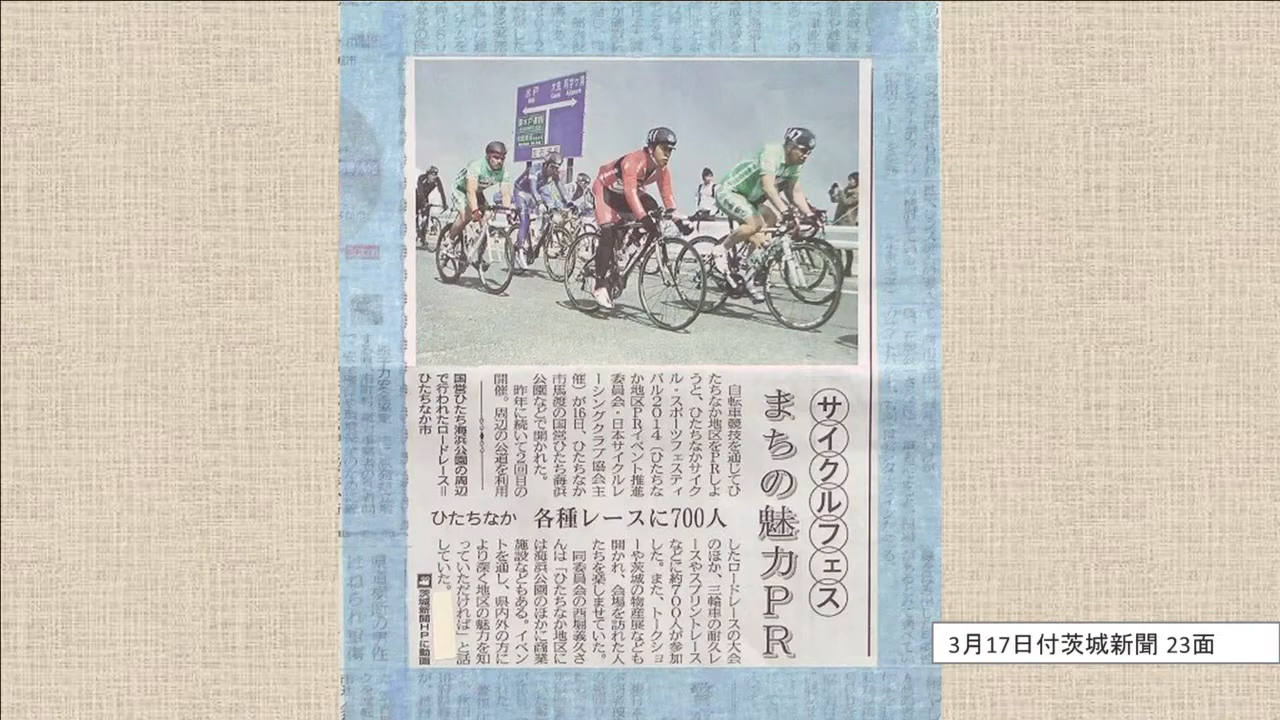 水戸
大洗 阿字ヶ浦
サイクルフェス
まちの魅力PR
ひたちなか 各種レースに700人
自転車競技を通じてひ
たちなか地区をPRしよ
うと、ひたちなかサイク
ル・スポーツフェスティ
バル2014(ひたちな
か地区PRイベント推進
委員会・日本サイクルレ
ーシングクラブ協会主
催)が16日、ひたちなか
市馬渡の国営ひたち海浜
公園などで開かれた。
昨年に続いて2回目の
開催。周辺の公道を利用
したロードレースの大会
のほか、三輪車の耐久レ
ースやスプリントレース
などに約700人が参加
した。また、トークショ
ーや茨城の物産展なども
開かれ、会場を訪れた人
たちを楽しませていた。
同委員会の西堀義久さ
んは「ひたちなか地区に
は海浜公園のほかに商業
施設などもある。イベン
トを通し、県内外の方に
より深く地区の魅力を知
っていただければ」と話
していた。
茨城新聞HPに動画
国営ひたち海浜公園の周辺
で行われたロードレース=
ひたちなか市
3月17日付茨城新聞 23面